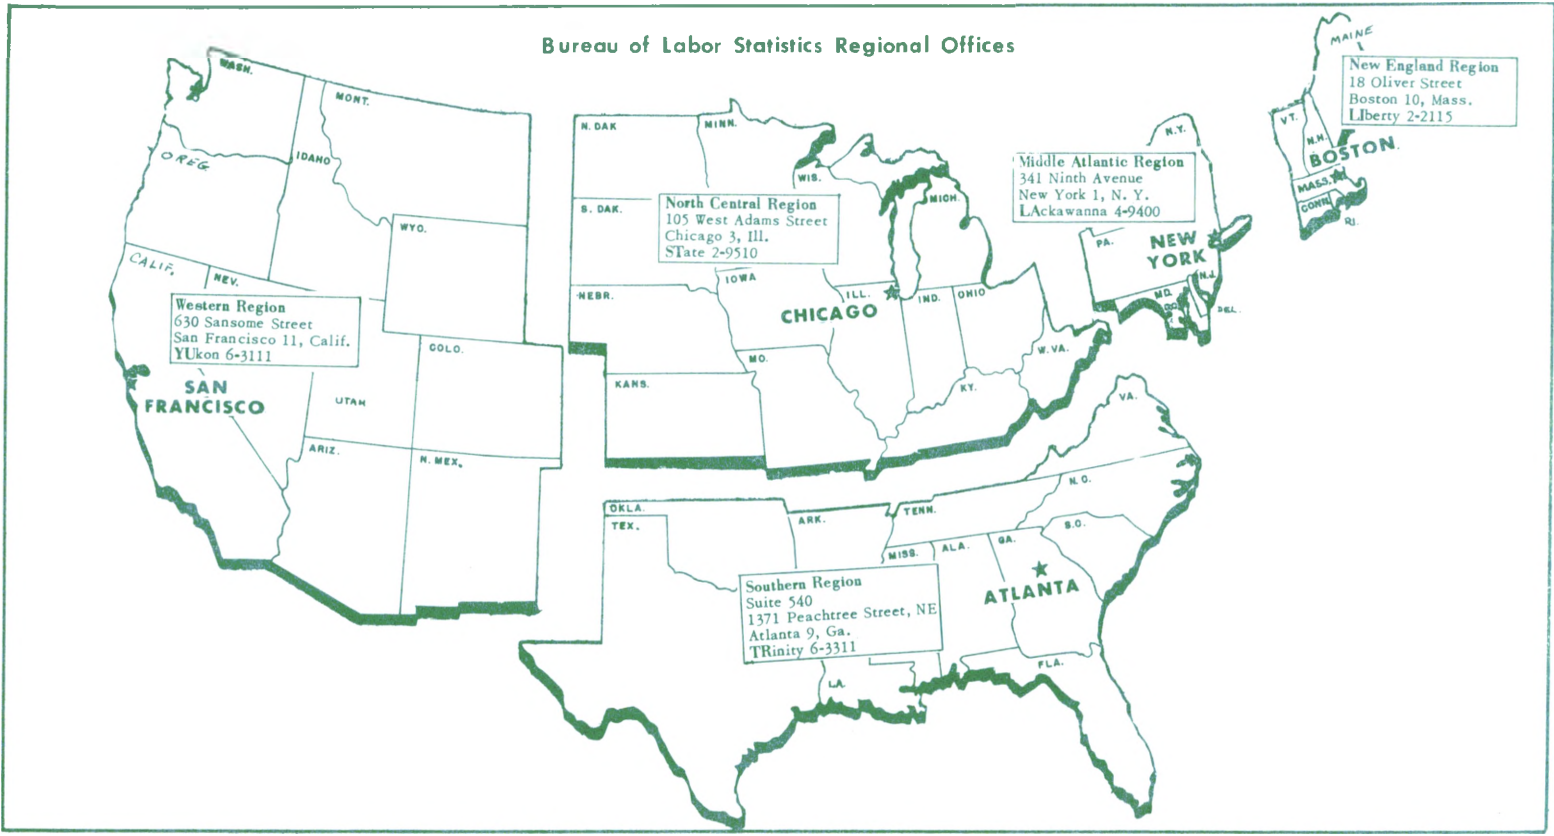 Bureau of Labor Statistics Regional Offices
WASH.
MONT.
OREG
IDAHO
WYO.
CALIF.
NEV.
Western Region
630 Sansome Street
San Francisco 11, Calif.
YUkon 6-3111
SAN
FRANCISCO
UTAH
COLO.
ARIZ.
N. MEX.
N. DAK
MINN.
S. DAK.
WIS.
MICH.
North Central Region
105 West Adams Street
Chicago 3, Ill.
STate 2-9510
NEBR.
IOWA
ILL.
IND.
OHIO
CHICAGO
KANS.
MO.
KY.
W. VA.
MAINE
New England Region
18 Oliver Street
Boston 10, Mass.
LIberty 2-2115
VT.
N.H.
BOSTON
MASS.
CONN.
RI.
N.Y.
Middle Atlantic Region
341 Ninth Avenue
New York 1, N. Y.
LAckawanna 4-9400
PA.
NEW
YORK
N.J.
MD.
DEL.
VA.
OKLA.
TEX.
ARK.
TENN.
N. C.
S.C.
MISS.
ALA.
GA.
ATLANTA
Southern Region
Suite 540
1371 Peachtree Street, NE
Atlanta 9, Ga.
TRinity 6-3311
LA.
FLA.